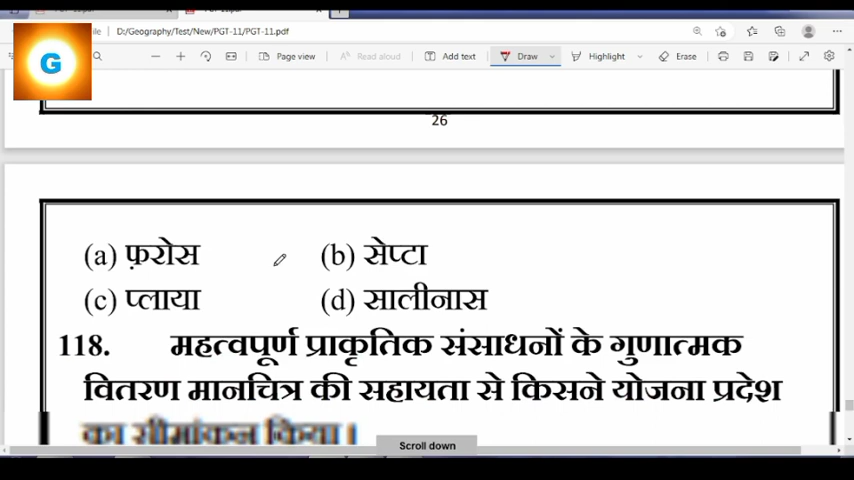 G
ile
D:/Geography/Test/New/PGT-11/PGT-11.pdf
Page view
Read aloud
Add text
Draw
Highlight
Erase
26
(a) फ़रोस (b) सेप्टा
(c) प्लाया (d) सालीनास
118. महत्वपूर्ण प्राकृतिक संसाधनों के गुणात्मक
वितरण मानचित्र की सहायता से किसने योजना प्रदेश
का सीमांकन किया।
Scroll down